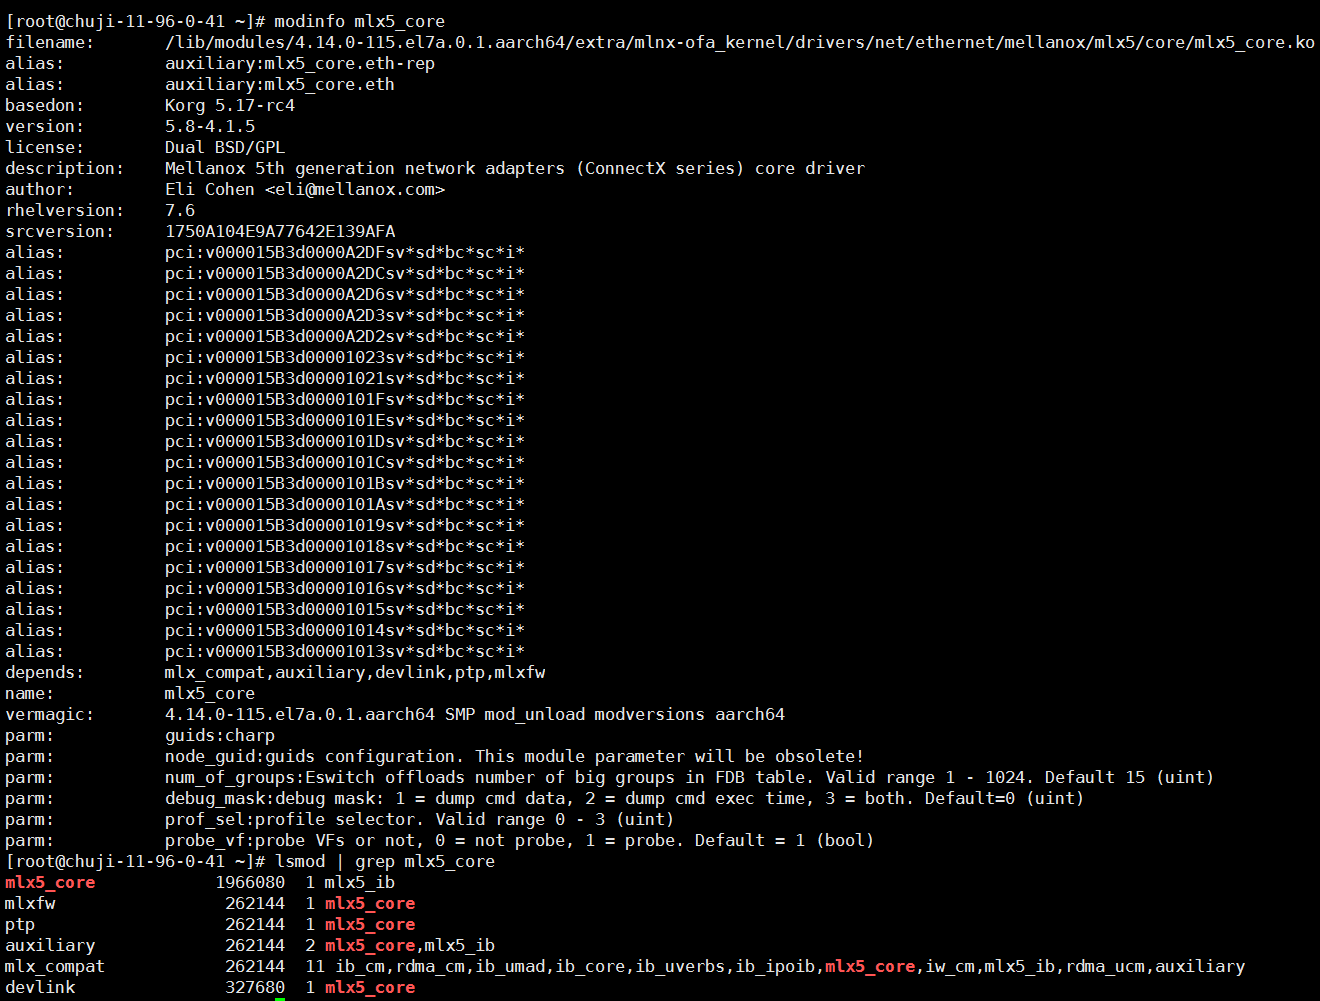 [root@chuji-11-96-0-41 ~]# modinfo mlx5_core
filename:       /lib/modules/4.14.0-115.el7a.0.1.aarch64/extra/mlnx-ofa_kernel/drivers/net/ethernet/mellanox/mlx5/core/mlx5_core.ko
alias:          auxiliary:mlx5_core.eth-rep
alias:          auxiliary:mlx5_core.eth
basedon:        Korg 5.17-rc4
version:        5.8-4.1.5
license:        Dual BSD/GPL
description:    Mellanox 5th generation network adapters (ConnectX series) core driver
author:         Eli Cohen <eli@mellanox.com>
rhelversion:    7.6
srcversion:     1750A104E9A77642E139AFA
alias:          pci:v000015B3d0000A2DFsv*sd*bc*sc*i*
alias:          pci:v000015B3d0000A2DCsv*sd*bc*sc*i*
alias:          pci:v000015B3d0000A2D6sv*sd*bc*sc*i*
alias:          pci:v000015B3d0000A2D3sv*sd*bc*sc*i*
alias:          pci:v000015B3d0000A2D2sv*sd*bc*sc*i*
alias:          pci:v000015B3d00001023sv*sd*bc*sc*i*
alias:          pci:v000015B3d00001021sv*sd*bc*sc*i*
alias:          pci:v000015B3d0000101Fsv*sd*bc*sc*i*
alias:          pci:v000015B3d0000101Esv*sd*bc*sc*i*
alias:          pci:v000015B3d0000101Dsv*sd*bc*sc*i*
alias:          pci:v000015B3d0000101Csv*sd*bc*sc*i*
alias:          pci:v000015B3d0000101Bsv*sd*bc*sc*i*
alias:          pci:v000015B3d0000101Asv*sd*bc*sc*i*
alias:          pci:v000015B3d00001019sv*sd*bc*sc*i*
alias:          pci:v000015B3d00001018sv*sd*bc*sc*i*
alias:          pci:v000015B3d00001017sv*sd*bc*sc*i*
alias:          pci:v000015B3d00001016sv*sd*bc*sc*i*
alias:          pci:v000015B3d00001015sv*sd*bc*sc*i*
alias:          pci:v000015B3d00001014sv*sd*bc*sc*i*
alias:          pci:v000015B3d00001013sv*sd*bc*sc*i*
depends:        mlx_compat,auxiliary,devlink,ptp,mlxfw
name:           mlx5_core
vermagic:       4.14.0-115.el7a.0.1.aarch64 SMP mod_unload modversions aarch64
parm:           guids:charp
parm:           node_guid:guids configuration. This module parameter will be obsolete!
parm:           num_of_groups:Eswitch offloads number of big groups in FDB table. Valid range 1 - 1024. Default 15 (uint)
parm:           debug_mask:debug mask: 1 = dump cmd data, 2 = dump cmd exec time, 3 = both. Default=0 (uint)
parm:           prof_sel:profile selector. Valid range 0 - 3 (uint)
parm:           probe_vf:probe VFs or not, 0 = not probe, 1 = probe. Default = 1 (bool)
[root@chuji-11-96-0-41 ~]# lsmod | grep mlx5_core
mlx5_core            1966080  1 mlx5_ib
mlxfw                 262144  1 mlx5_core
ptp                   262144  1 mlx5_core
auxiliary             262144  2 mlx5_core,mlx5_ib
mlx_compat            262144  11 ib_cm,rdma_cm,ib_umad,ib_core,ib_uverbs,ib_ipoib,mlx5_core,iw_cm,mlx5_ib,rdma_ucm,auxiliary
devlink               327680  1 mlx5_core